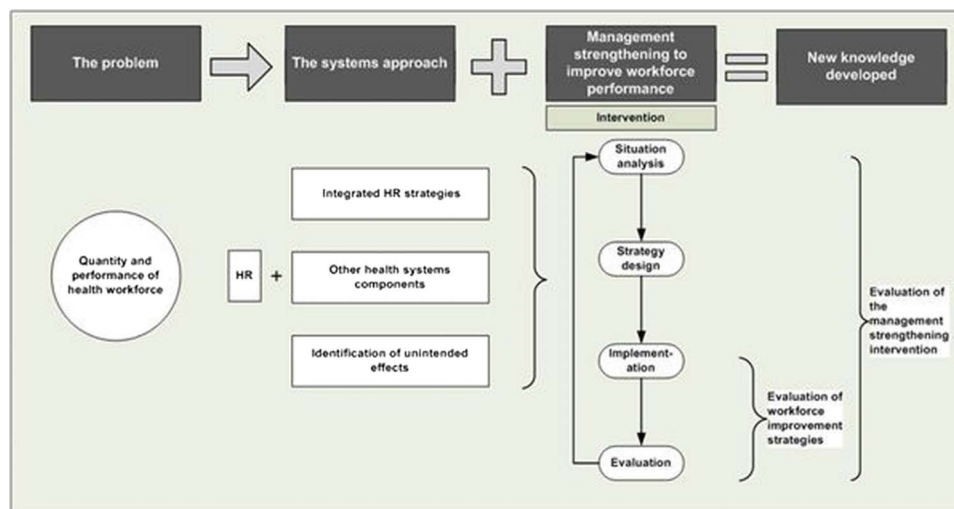 The problem
The systems approach
Management
strengthening to
improve workforce
performance
New knowledge
developed
Intervention
Situation
analysis
Integrated HR strategies
Strategy
design
Quantity and
performance of
health workforce
HR
+
Other health systems
components
Identification of unintended
effects
Implement-
ation
Evaluation
Evaluation of
workforce
improvement
strategies
Evaluation of
the
management
strengthening
intervention